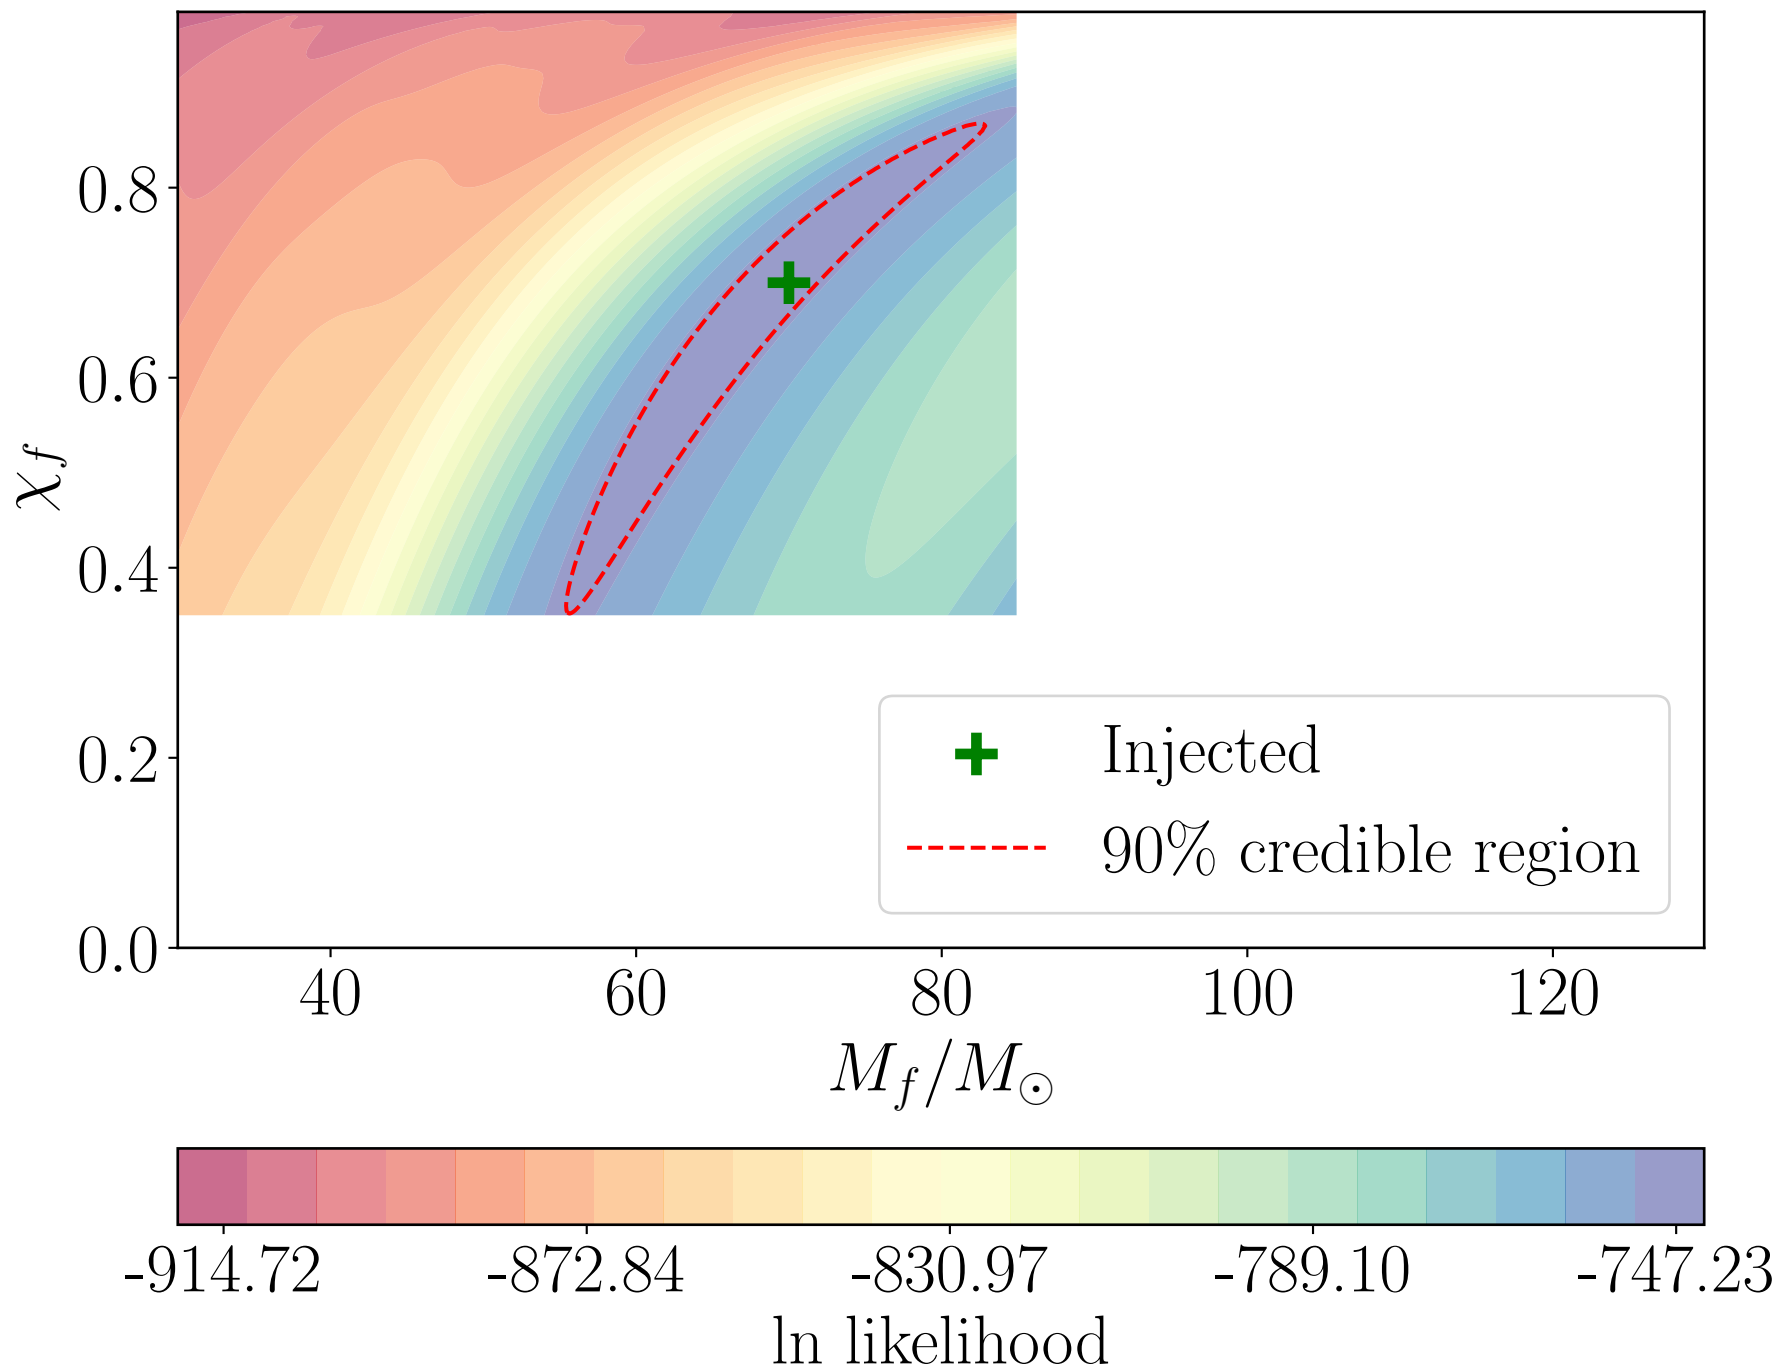 0.8
0.6
0.4
0.2
0.0
χ_f
Injected
90% credible region
40 60 80 100 120
M_f/M_⊙
-914.72 -872.84 -830.97 -789.10 -747.23
ln likelihood